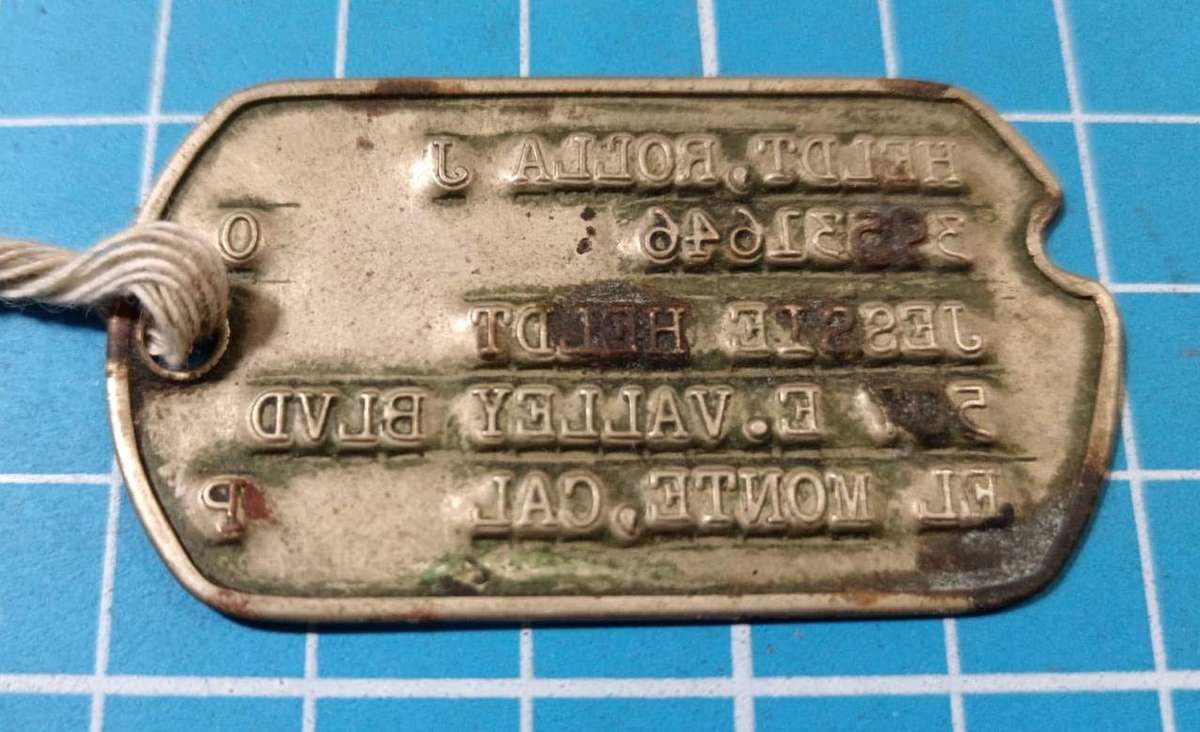 HELDT,ROLLA J
39531646 O
JESSIE HELDT
E.VALLEY BLVD
EL MONTE,CAL P